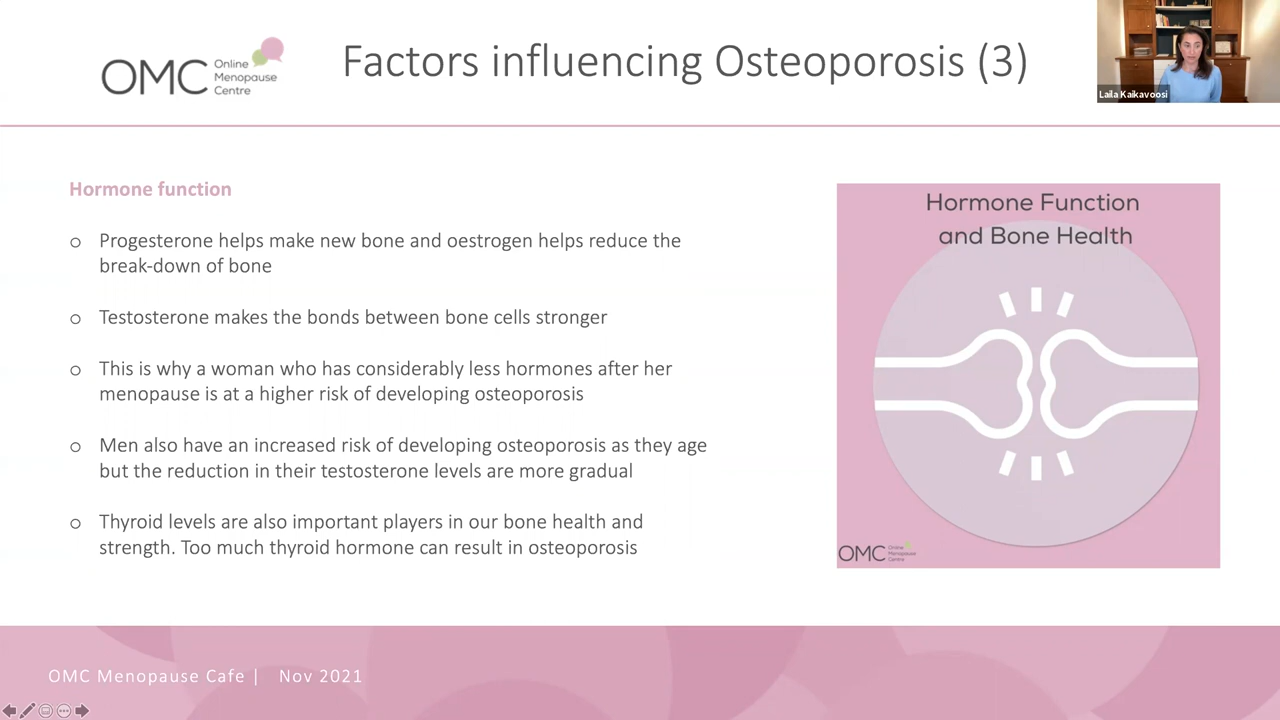 OMC Online
Menopause
Centre
Factors influencing Osteoporosis (3)
Laila Kaikavoosi
Hormone function
Progesterone helps make new bone and oestrogen helps reduce the
break-down of bone
Testosterone makes the bonds between bone cells stronger
This is why a woman who has considerably less hormones after her
menopause is at a higher risk of developing osteoporosis
Men also have an increased risk of developing osteoporosis as they age
but the reduction in their testosterone levels are more gradual
Thyroid levels are also important players in our bone health and
strength. Too much thyroid hormone can result in osteoporosis
Hormone Function
and Bone Health
OMC Online
Menopause
Centre
OMC Menopause Cafe | Nov 2021